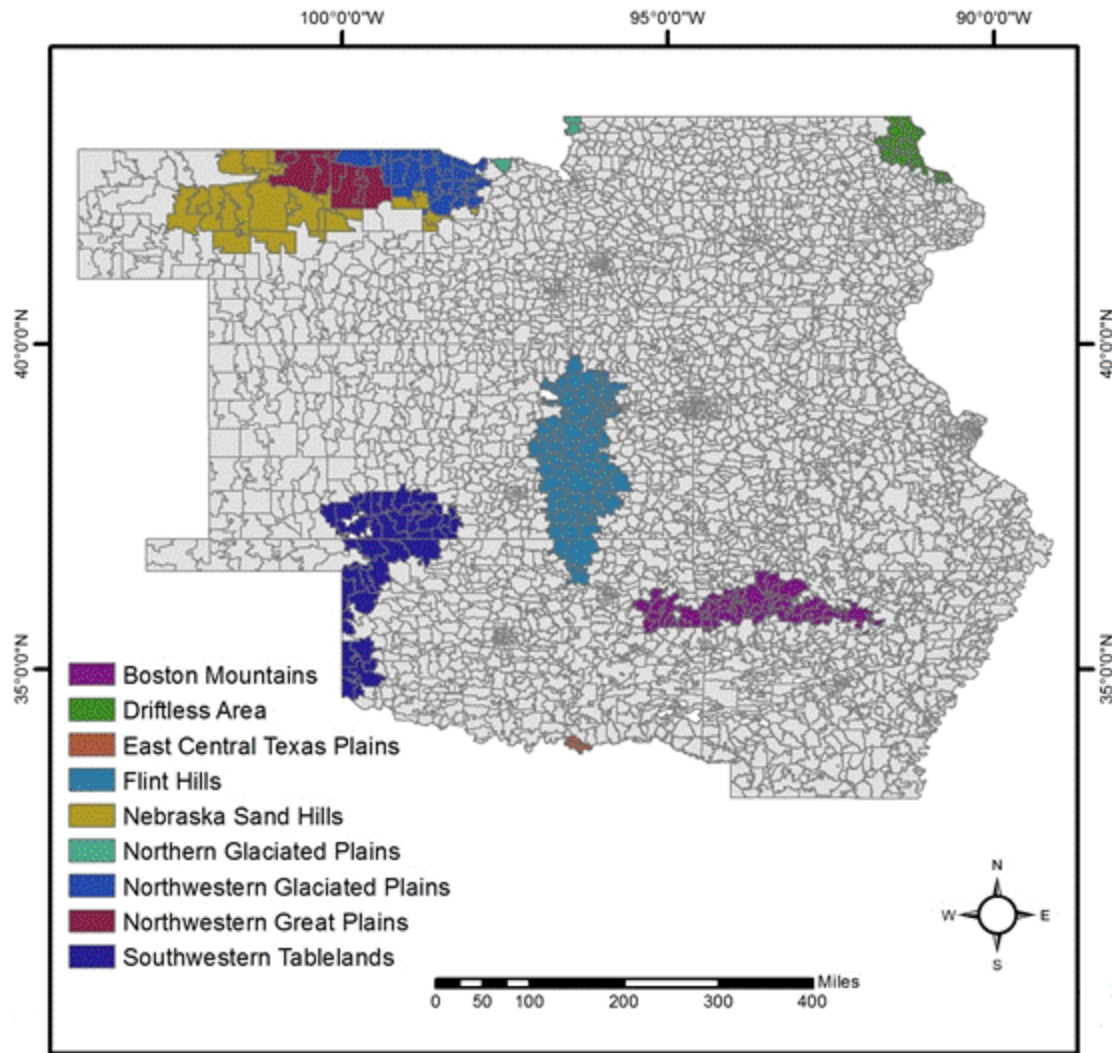 100°0'0"W 95°0'0"W 90°0'0"W
40°0'0"N 40°0'0"N
35°0'0"N 35°0'0"N
Boston Mountains
Driftless Area
East Central Texas Plains
Flint Hills
Nebraska Sand Hills
Northern Glaciated Plains
Northwestern Glaciated Plains
Northwestern Great Plains
Southwestern Tablelands
N
W E
S
Miles
0 50 100 200 300 400